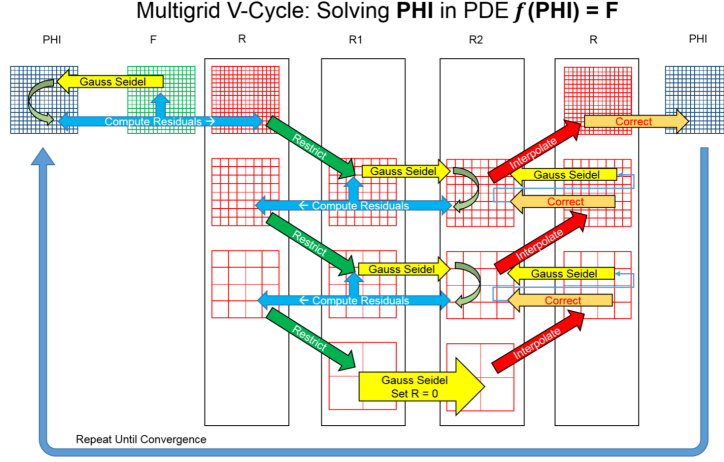 Multigrid V-Cycle: Solving PHI in PDE f(PHI) = F
PHI F R R1 R2 R PHI
Gauss Seidel
Compute Residuals →
Correct
Restrict
Interpolate
Gauss Seidel
Gauss Seidel
← Compute Residuals
Correct
Restrict
Interpolate
Gauss Seidel
Gauss Seidel
← Compute Residuals
Correct
Restrict
Interpolate
Gauss Seidel
Set R = 0
Repeat Until Convergence